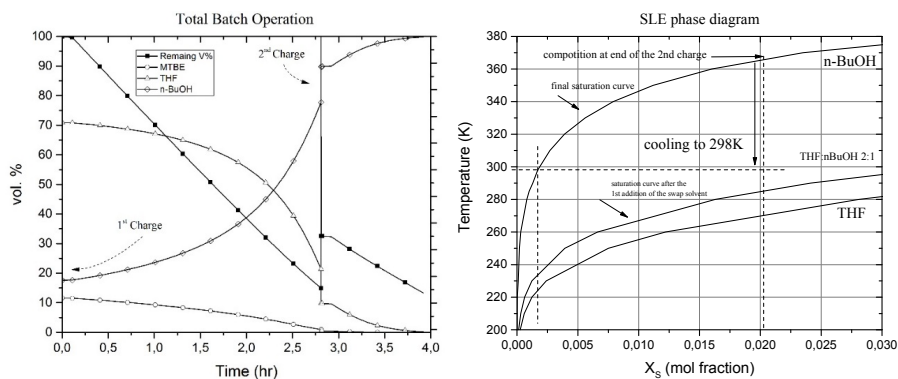 Total Batch Operation
100
90
80
70
60
50
40
30
20
10
0
vol. %
Remaing V%
MTBE
THF
n-BuOH
2nd Charge
1st Charge
0,0 0,5 1,0 1,5 2,0 2,5 3,0 3,5 4,0
Time (hr)
SLE phase diagram
380
360
340
320
300
280
260
240
220
200
Temperature (K)
compotition at end of the 2nd charge
n-BuOH
final saturation curve
cooling to 298K
THF:nBuOH 2:1
saturation curve after the
1st addition of the swap solvent
THF
0,000 0,005 0,010 0,015 0,020 0,025 0,030
XS (mol fraction)